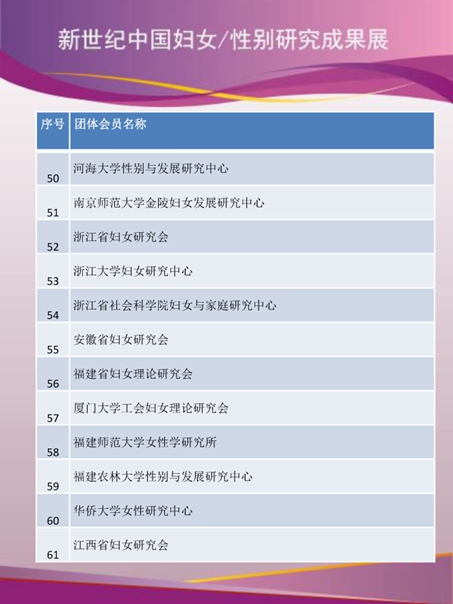 新世纪中国妇女/性别研究成果展
序号 团体会员名称
50 河海大学性别与发展研究中心
51 南京师范大学金陵妇女发展研究中心
52 浙江省妇女研究会
53 浙江大学妇女研究中心
54 浙江省社会科学院妇女与家庭研究中心
55 安徽省妇女研究会
56 福建省妇女理论研究会
57 厦门大学工会妇女理论研究会
58 福建师范大学女性学研究所
59 福建农林大学性别与发展研究中心
60 华侨大学女性研究中心
61 江西省妇女研究会